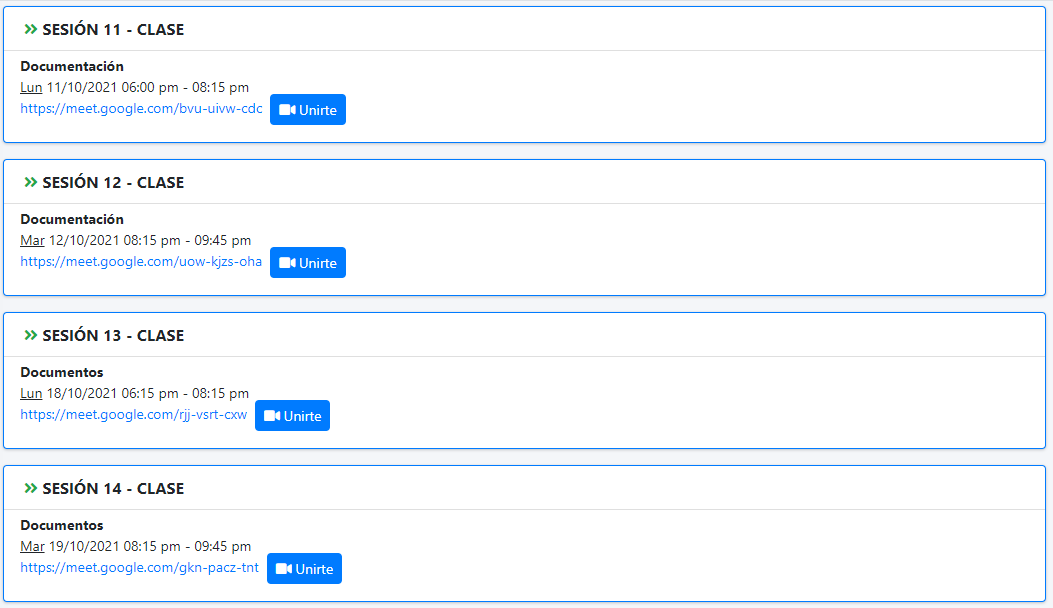 SESIÓN 11 - CLASE
Documentación
Lun 11/10/2021 06:00 pm - 08:15 pm
https://meet.google.com/bvu-uivw-cdc Unirte
SESIÓN 12 - CLASE
Documentación
Mar 12/10/2021 08:15 pm - 09:45 pm
https://meet.google.com/uow-kjzs-oha Unirte
SESIÓN 13 - CLASE
Documentos
Lun 18/10/2021 06:15 pm - 08:15 pm
https://meet.google.com/rjj-vsrt-cxw Unirte
SESIÓN 14 - CLASE
Documentos
Mar 19/10/2021 08:15 pm - 09:45 pm
https://meet.google.com/gkn-pacz-tnt Unirte